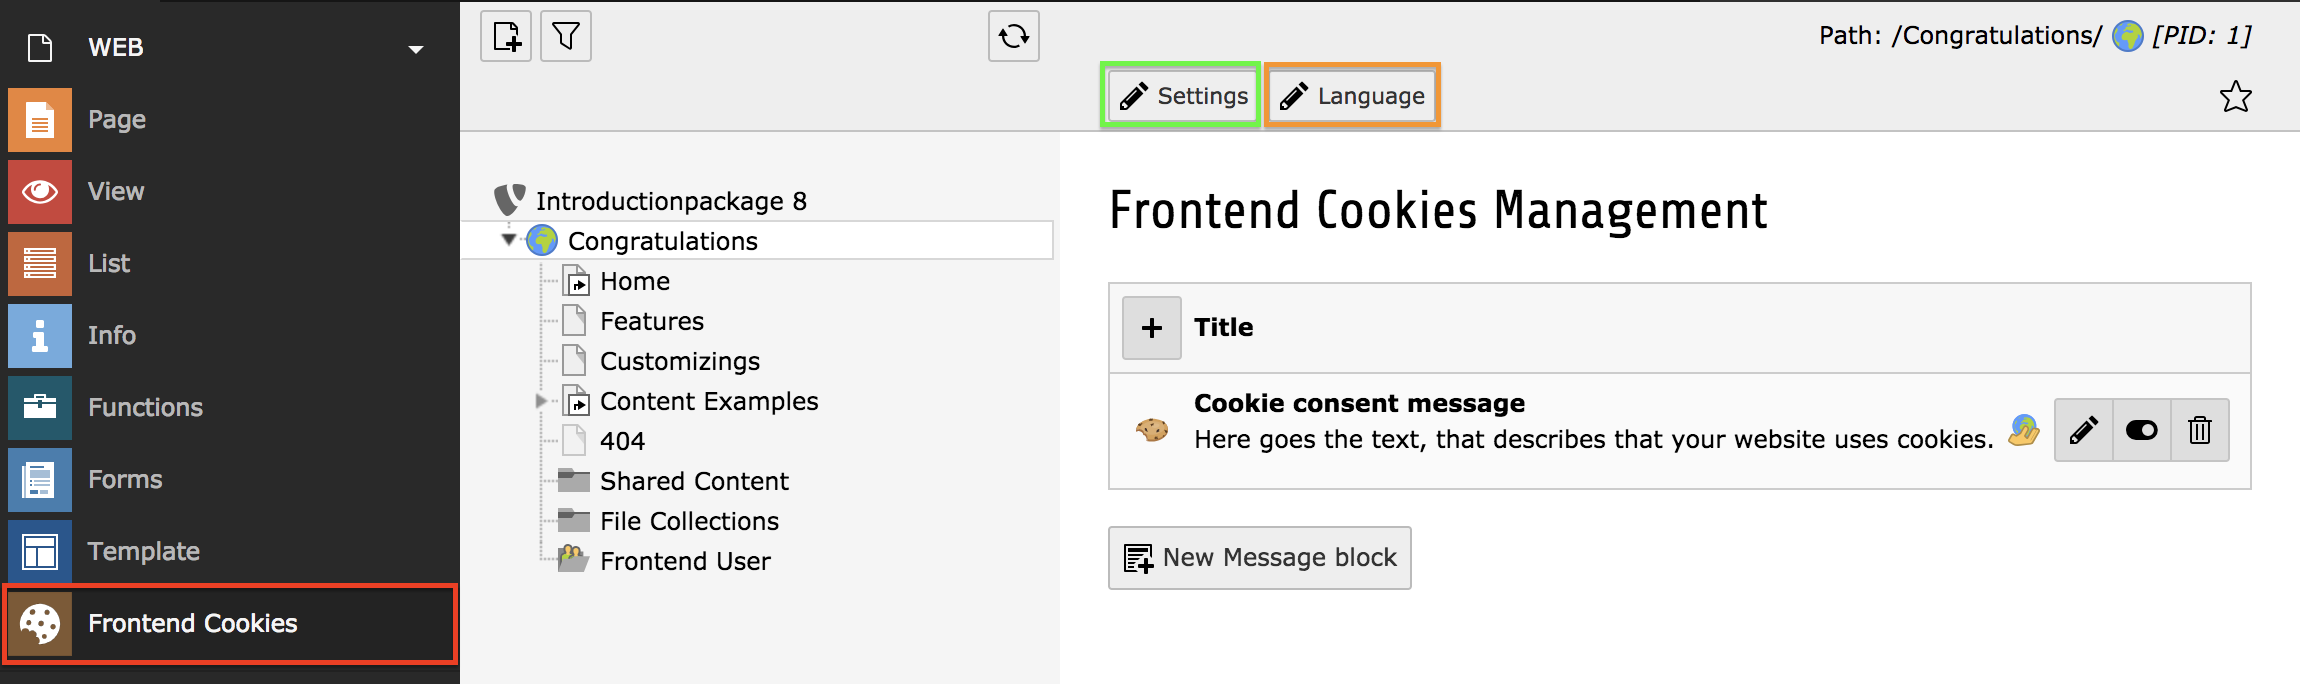 WEB
Page
View
List
Info
Functions
Forms
Template
Frontend Cookies
Introductionpackage 8
Congratulations
Home
Features
Customizings
Content Examples
404
Shared Content
File Collections
Frontend User
Path: /Congratulations/ [PID: 1]
Settings
Language
Frontend Cookies Management
Title
Cookie consent message
Here goes the text, that describes that your website uses cookies.
New Message block